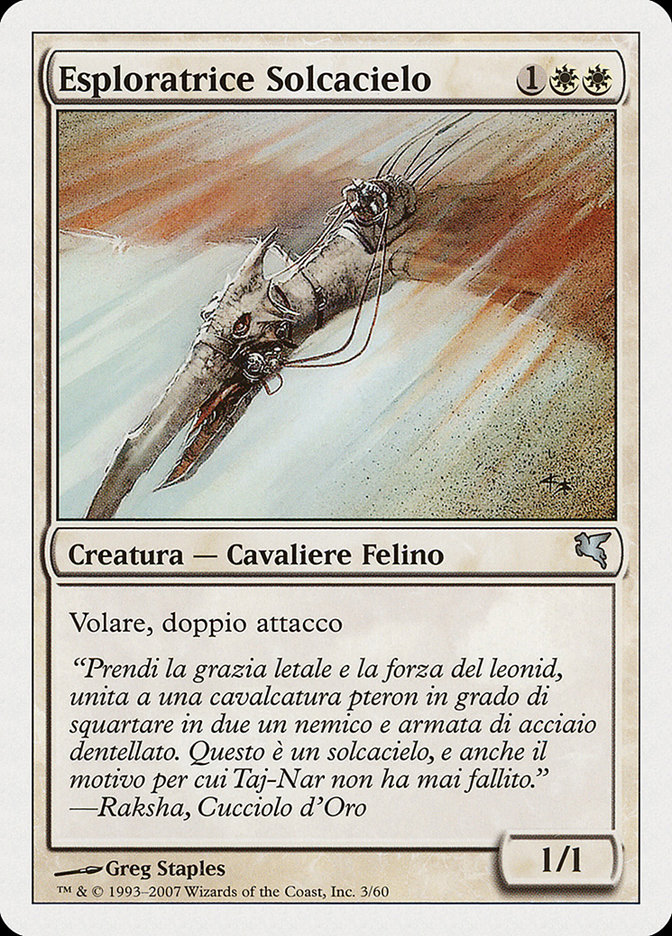 Esploratrice Solcacielo 1
Creatura — Cavaliere Felino
Volare, doppio attacco
“Prendi la grazia letale e la forza del leonid,
unita a una cavalcatura pteron in grado di
squartare in due un nemico e armata di acciaio
dentellato. Questo è un solcacielo, e anche il
motivo per cui Taj-Nar non ha mai fallito.”
—Raksha, Cucciolo d’Oro
1/1
Greg Staples
™ & © 1993–2007 Wizards of the Coast, Inc. 3/60